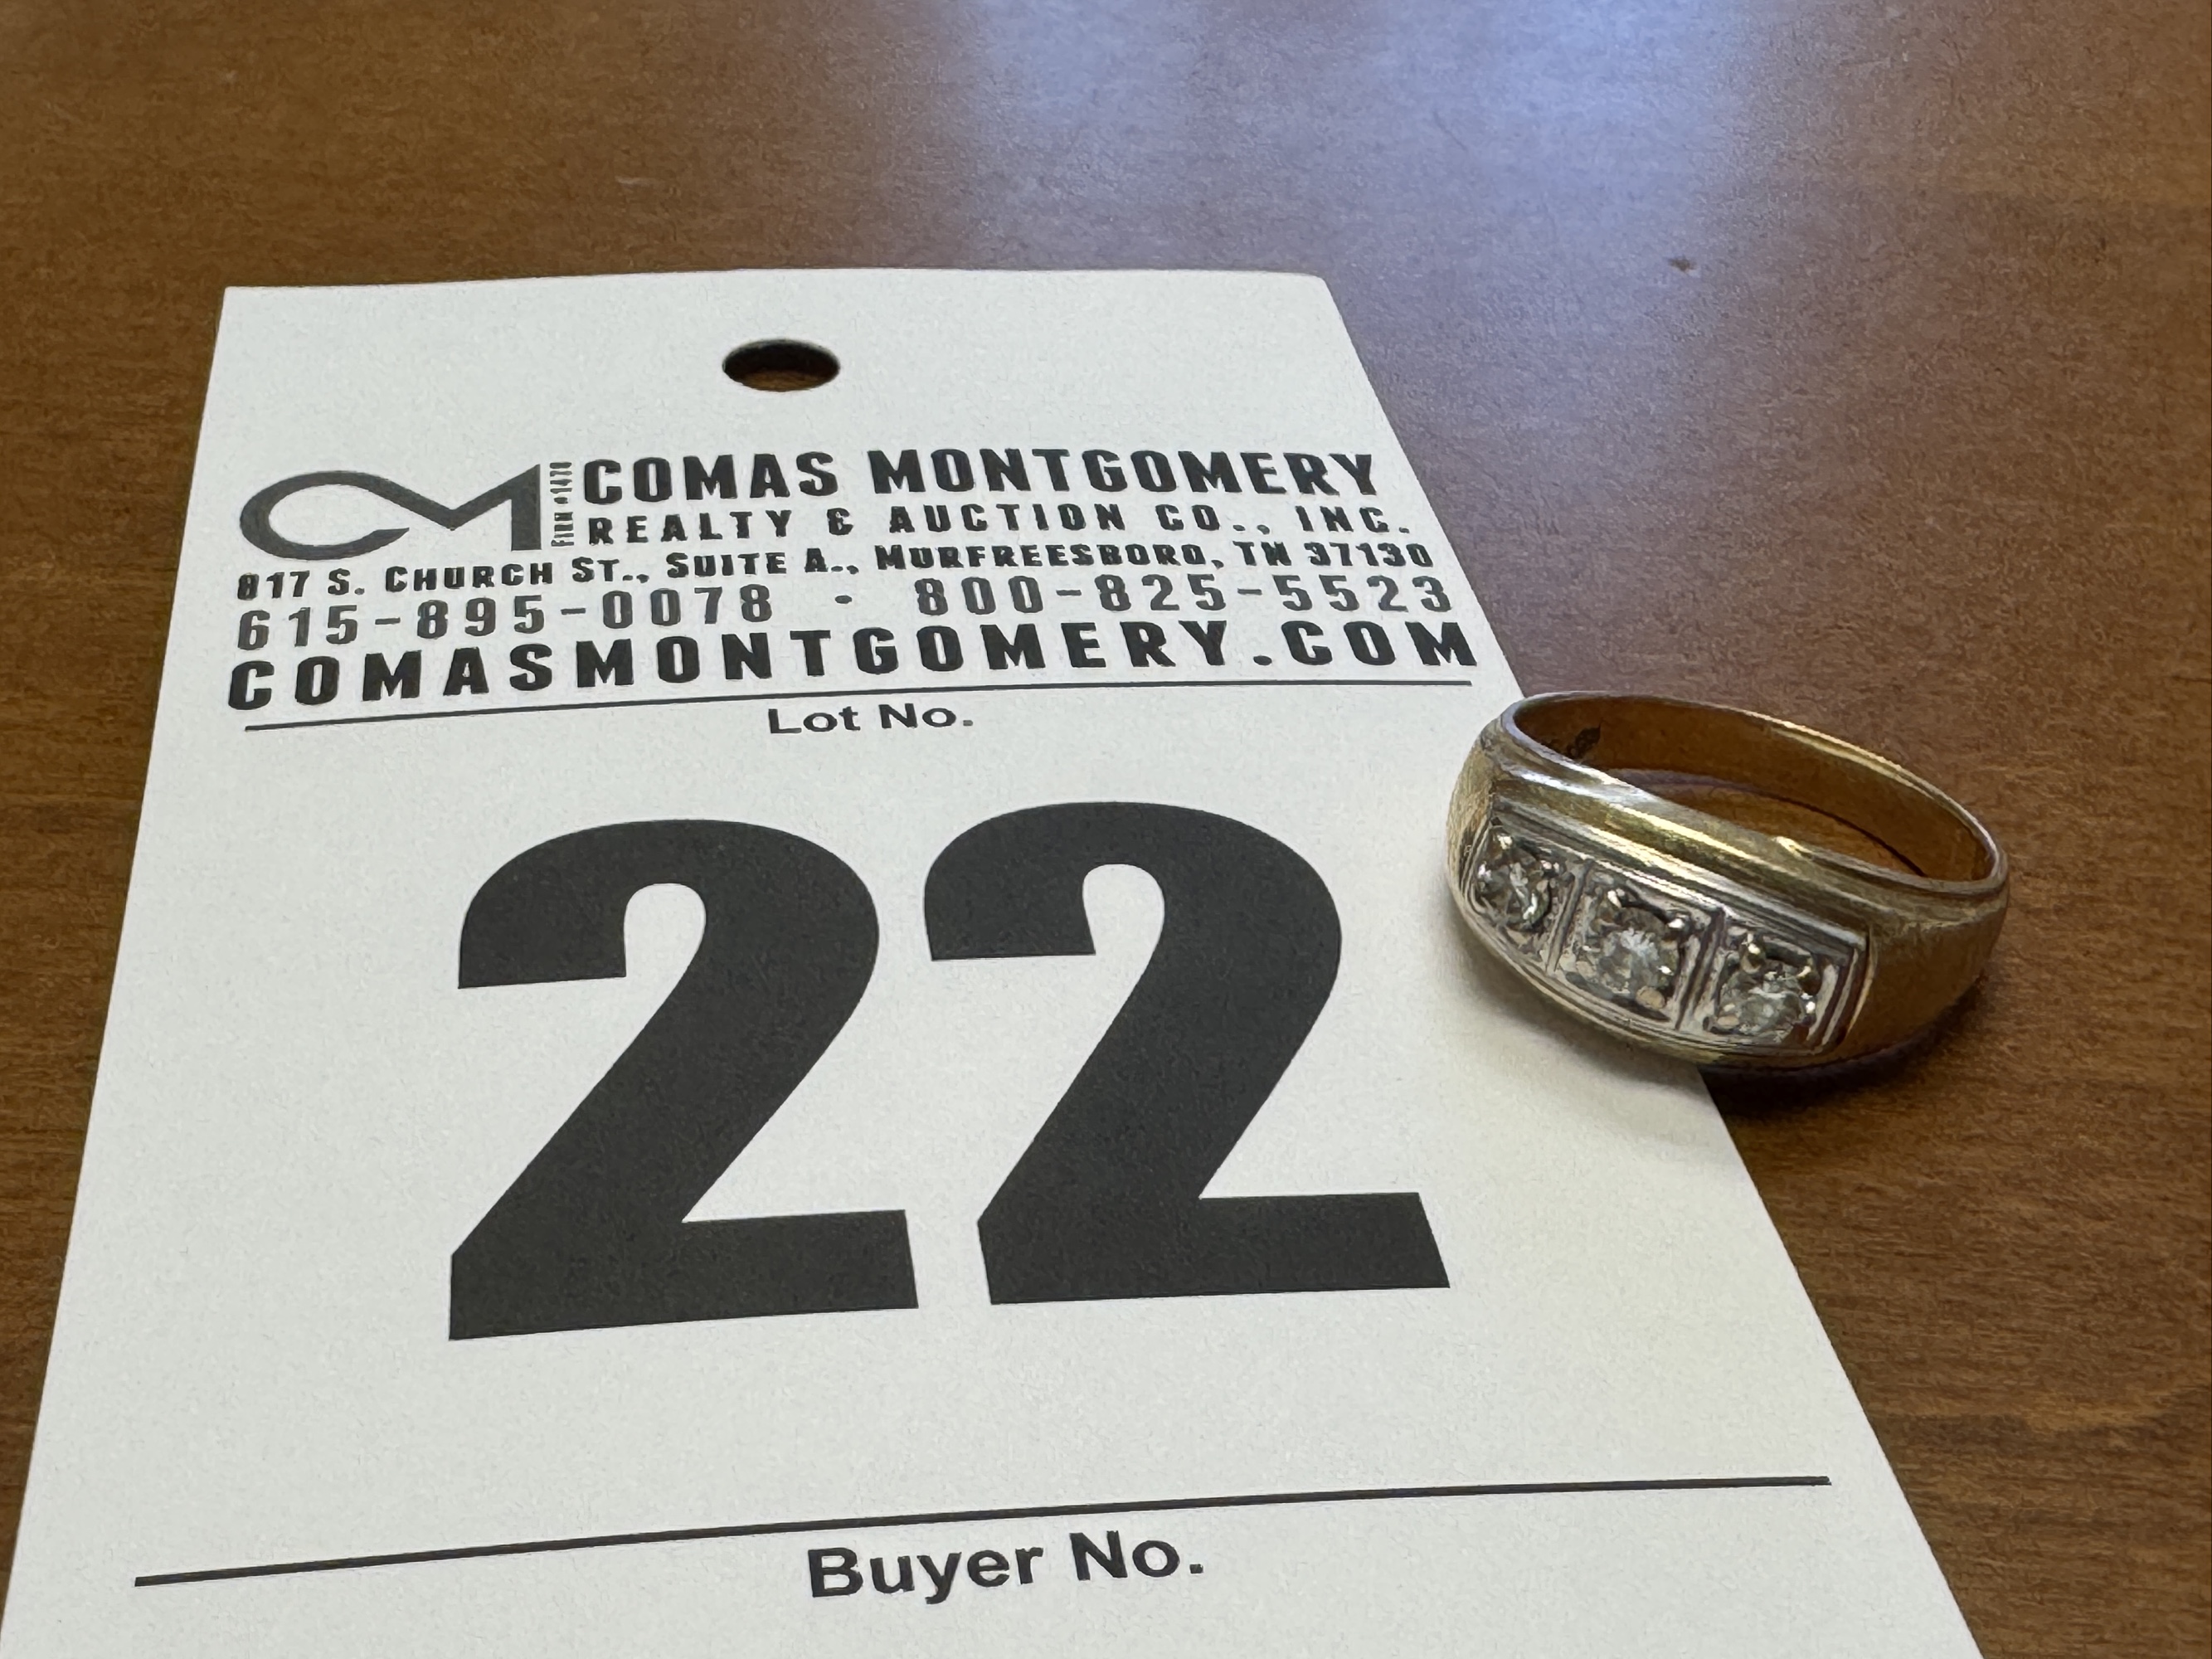 CM FIRM #1470 COMAS MONTGOMERY
REALTY & AUCTION CO., INC.
817 S. CHURCH ST., SUITE A., MURFREESBORO, TN 37130
615-895-0078 · 800-825-5523
COMASMONTGOMERY.COM
Lot No.
22
Buyer No.